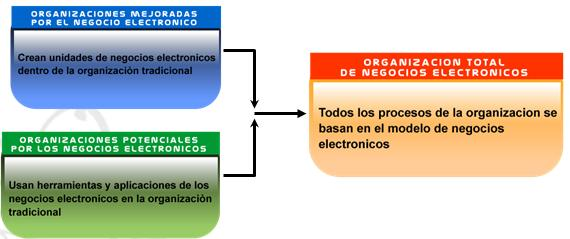 ORGANIZACIONES MEJORADAS
POR EL NEGOCIO ELECTRONICO
Crean unidades de negocios electronicos
dentro de la organizaciòn tradicional
ORGANIZACIONES POTENCIALES
POR LOS NEGOCIOS ELECTRONICOS
Usan herramientas y aplicaciones de los
negocios electronicos en la organizaciòn
tradicional
ORGANIZACION TOTAL
DE NEGOCIOS ELECTRONICOS
Todos los procesos de la organizacion se
basan en el modelo de negocios
electronicos